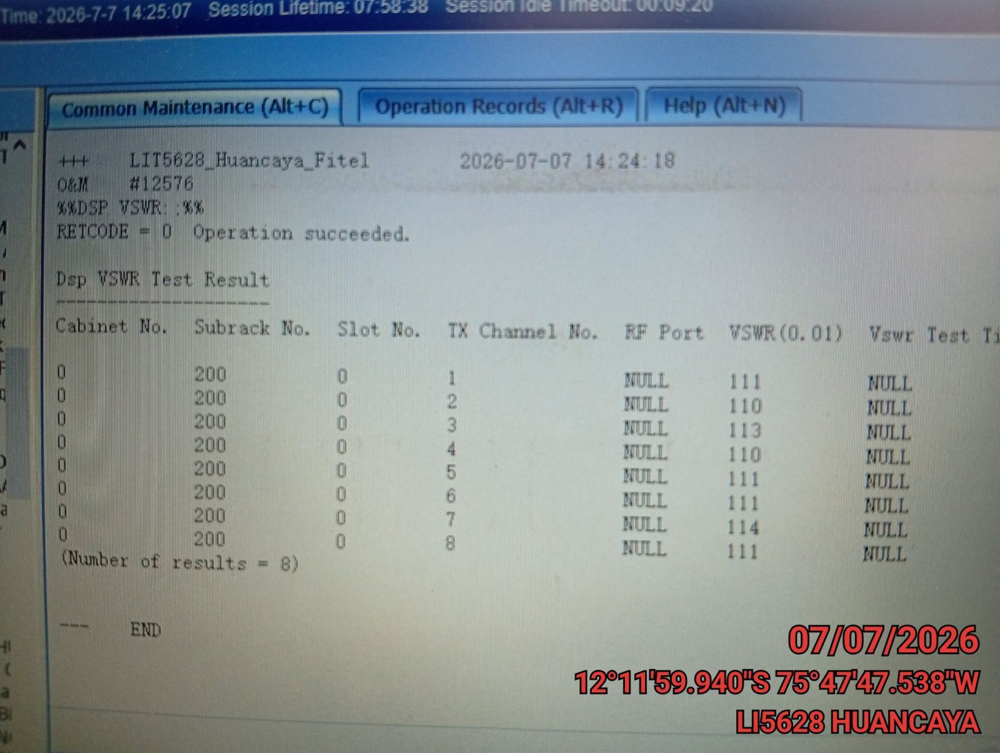 Time: 2026-7-7 14:25:07 Session Lifetime: 07:58:38 Session Idle Timeout: 00:09:20
Common Maintenance (Alt+C) Operation Records (Alt+R) Help (Alt+N)
+++ LIT5628_Huancaya_Fitel 2026-07-07 14:24:18
O&M #12576
%%DSP VSWR: ;%%
RETCODE = 0 Operation succeeded.
Dsp VSWR Test Result
--------------------
Cabinet No. Subrack No. Slot No. TX Channel No. RF Port VSWR(0.01) Vswr Test Ti
0 200 0 1 NULL 111 NULL
0 200 0 2 NULL 110 NULL
0 200 0 3 NULL 113 NULL
0 200 0 4 NULL 110 NULL
0 200 0 5 NULL 111 NULL
0 200 0 6 NULL 111 NULL
0 200 0 7 NULL 114 NULL
0 200 0 8 NULL 111 NULL
(Number of results = 8)
--- END
07/07/2026
12°11'59.940"S 75°47'47.538"W
LI5628 HUANCAYA